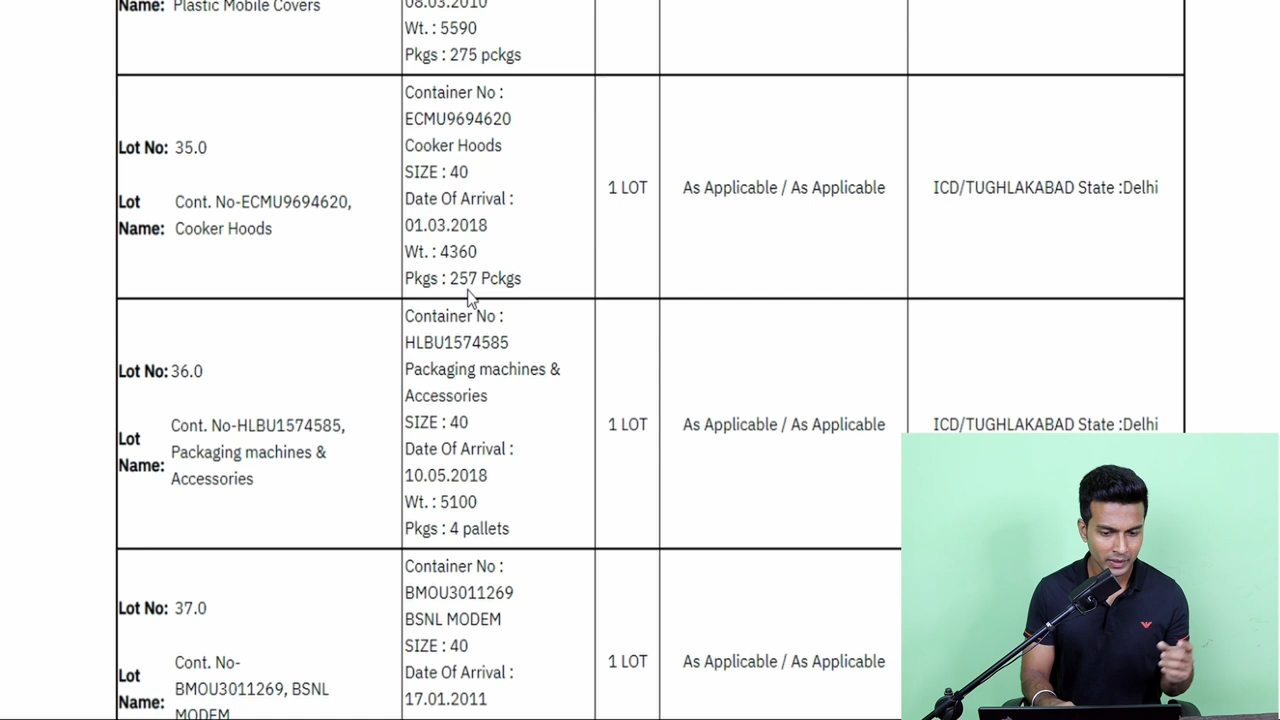 Name: Plastic Mobile Covers
08.03.2010
Wt. : 5590
Pkgs : 275 pckgs
Lot No: 35.0
Lot Name: Cont. No-ECMU9694620,
Cooker Hoods
Container No :
ECMU9694620
Cooker Hoods
SIZE : 40
Date Of Arrival :
01.03.2018
Wt. : 4360
Pkgs : 257 Pckgs
1 LOT
As Applicable / As Applicable
ICD/TUGHLAKABAD State :Delhi
Lot No: 36.0
Lot Name: Cont. No-HLBU1574585,
Packaging machines &
Accessories
Container No :
HLBU1574585
Packaging machines &
Accessories
SIZE : 40
Date Of Arrival :
10.05.2018
Wt. : 5100
Pkgs : 4 pallets
1 LOT
As Applicable / As Applicable
ICD/TUGHLAKABAD State :Delhi
Lot No: 37.0
Lot Name: Cont. No-
BMOU3011269, BSNL
MODEM
Container No :
BMOU3011269
BSNL MODEM
SIZE : 40
Date Of Arrival :
17.01.2011
1 LOT
As Applicable / As Applicable